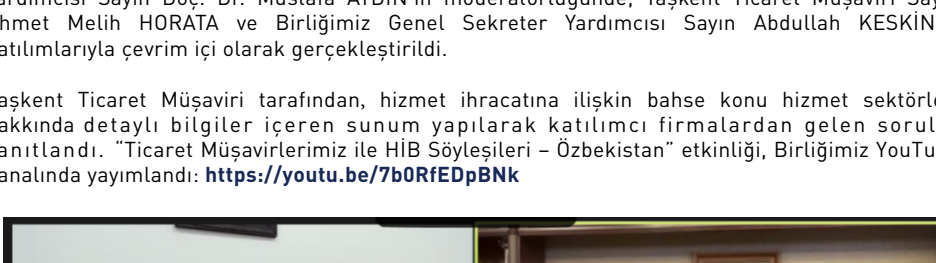 ardımcısı Sayın Doç. Dr. Mustafa AYDIN'ın moderatörlüğünde, Taşkent Ticaret Müşaviri Say
hmet Melih HORATA ve Birliğimiz Genel Sekreter Yardımcısı Sayın Abdullah KESKİN
atılımlarıyla çevrim içi olarak gerçekleştirildi.
aşkent Ticaret Müşaviri tarafından, hizmet ihracatına ilişkin bahse konu hizmet sektörle
akkında detaylı bilgiler içeren sunum yapılarak katılımcı firmalardan gelen sorul
anıtlandı. “Ticaret Müşavirlerimiz ile HİB Söyleşileri – Özbekistan” etkinliği, Birliğimiz YouTu
analında yayımlandı: https://youtu.be/7b0RfEDpBNk